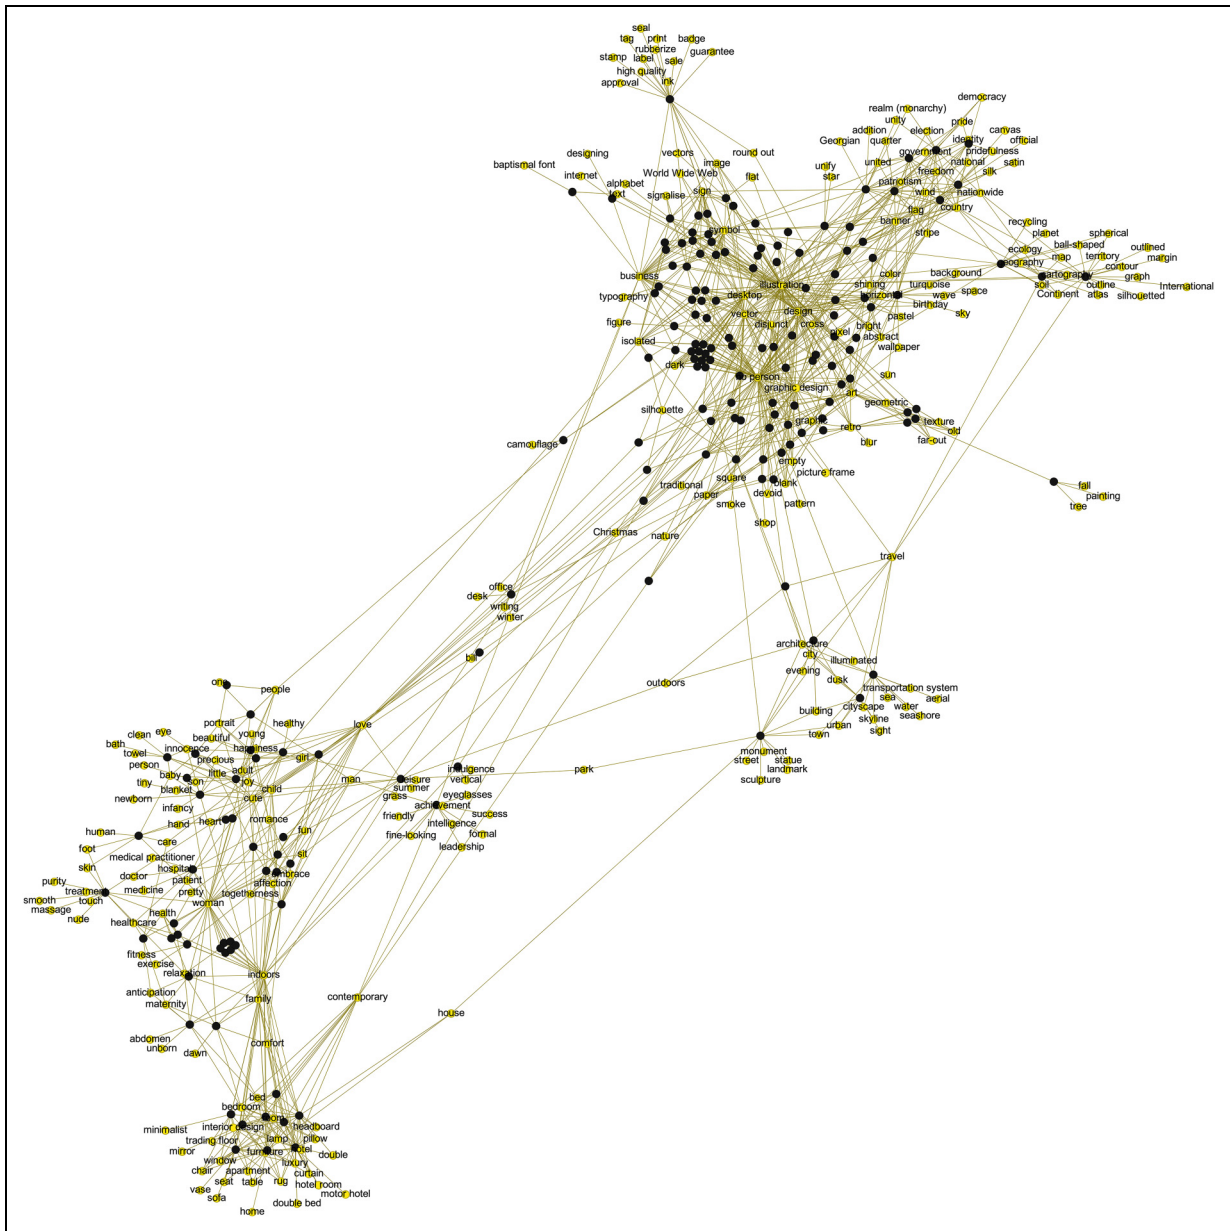 seal
tag
print
badge
rubberize
guarantee
stamp
label
sale
high quality
approval
ink
democracy
realm (monarchy)
unity
pride
addition
election
canvas
Georgian
quarter
identity
official
government
pridefulness
designing
vectors
round out
united
national
satin
baptismal font
image
unify
freedom
silk
internet
World Wide Web
flat
star
patriotism
alphabet
text
signalise
sign
wind
nationwide
flag
country
banner
recycling
symbol
stripe
planet
spherical
ecology
ball-shaped
outlined
map
territory
margin
geography
contour
business
color
background
cartography
graph
illustration
shining
turquoise
soil
outline
International
typography
desktop
horizontal
wave
space
Continent
atlas
silhouetted
birthday
vector
design
pastel
sky
figure
disjunct
cross
bright
pixel
abstract
isolated
wallpaper
dark
sun
no person
graphic design
art
geometric
silhouette
graphic
retro
texture
old
camouflage
blur
far-out
empty
picture frame
square
traditional
blank
fall
paper
devoid
painting
smoke
pattern
tree
shop
Christmas
nature
travel
office
desk
writing
winter
architecture
city
bill
illuminated
evening
outdoors
dusk
transportation system
one
people
sea
aerial
building
cityscape
water
portrait
healthy
love
skyline
seashore
clean
eye
beautiful
young
urban
town
sight
bath
innocence
happiness
towel
precious
girl
monument
person
street
statue
baby
little
adult
indulgence
park
landmark
tiny
son
joy
man
leisure
vertical
sculpture
blanket
child
summer
newborn
cute
grass
eyeglasses
infancy
achievement
success
hand
heart
romance
friendly
intelligence
human
fun
fine-looking
formal
foot
care
leadership
medical practitioner
sit
skin
hospital
doctor
patient
embrace
purity
treatment
medicine
pretty
affection
smooth
touch
togetherness
massage
woman
nude
health
healthcare
fitness
exercise
relaxation
indoors
anticipation
family
contemporary
maternity
house
abdomen
comfort
unborn
dawn
bed
bedroom
room
minimalist
interior design
headboard
trading floor
lamp
pillow
mirror
furniture
hotel
double
window
luxury
chair
apartment
curtain
seat
table
rug
hotel room
vase
motor hotel
sofa
double bed
home